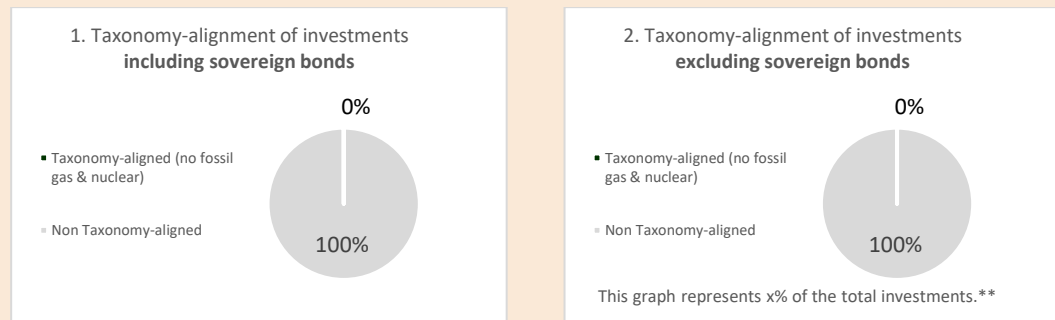 1. Taxonomy-alignment of investments
including sovereign bonds
0%
Taxonomy-aligned (no fossil
gas & nuclear)
Non Taxonomy-aligned
100%
2. Taxonomy-alignment of investments
excluding sovereign bonds
0%
Taxonomy-aligned (no fossil
gas & nuclear)
Non Taxonomy-aligned
100%
This graph represents x% of the total investments.**